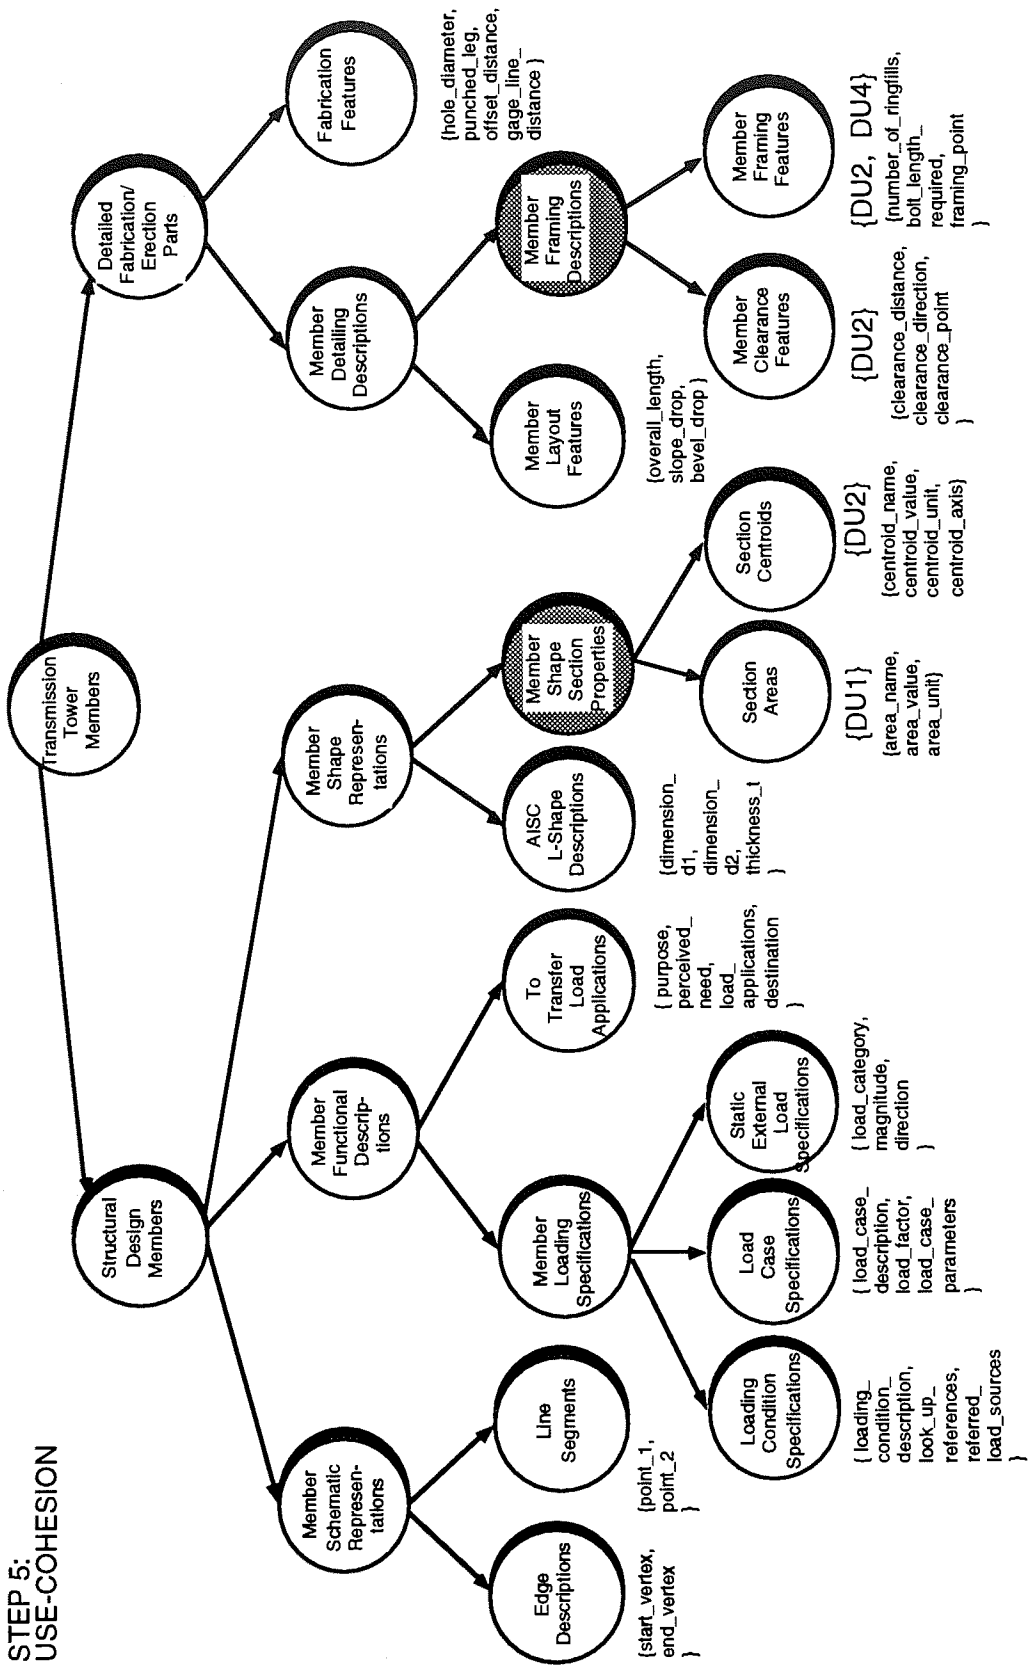 STEP 5:
USE-COHESION
Transmission
Tower
Members
Structural
Design
Members
Detailed
Fabrication/
Erection
Parts
Member
Schematic
Represen-
tations
Member
Functional
Descrip-
tions
Member
Shape
Represen-
tations
Member
Detailing
Descriptions
Fabrication
Features
{hole_diameter,
punched_leg,
offset_distance,
gage_line_
distance }
Edge
Descriptions
{start_vertex,
end_vertex
}
Line
Segments
{point_1,
point_2
}
Member
Loading
Specifications
To
Transfer
Load
Applications
{ purpose,
perceived_
need,
load_
applications,
destination
}
AISC
L-Shape
Descriptions
{dimension_
d1,
dimension_
d2,
thickness_t
}
Member
Shape
Section
Properties
Member
Layout
Features
{overall_length,
slope_drop,
bevel_drop }
Member
Framing
Descriptions
Loading
Condition
Specifications
{ loading_
condition_
description,
look_up_
references,
referred_
load_sources
}
Load
Case
Specifications
{ load_case_
description,
load_factor,
load_case_
parameters
}
Static
External
Load
Specifications
{ load_category,
magnitude,
direction
}
Section
Areas
{DU1}
{area_name,
area_value,
area_unit}
Section
Centroids
{DU2}
{centroid_name,
centroid_value,
centroid_unit,
centroid_axis}
Member
Clearance
Features
{DU2}
{clearance_distance,
clearance_direction,
clearance_point
}
Member
Framing
Features
{DU2, DU4}
{number_of_ringfills,
bolt_length_
required,
framing_point
}